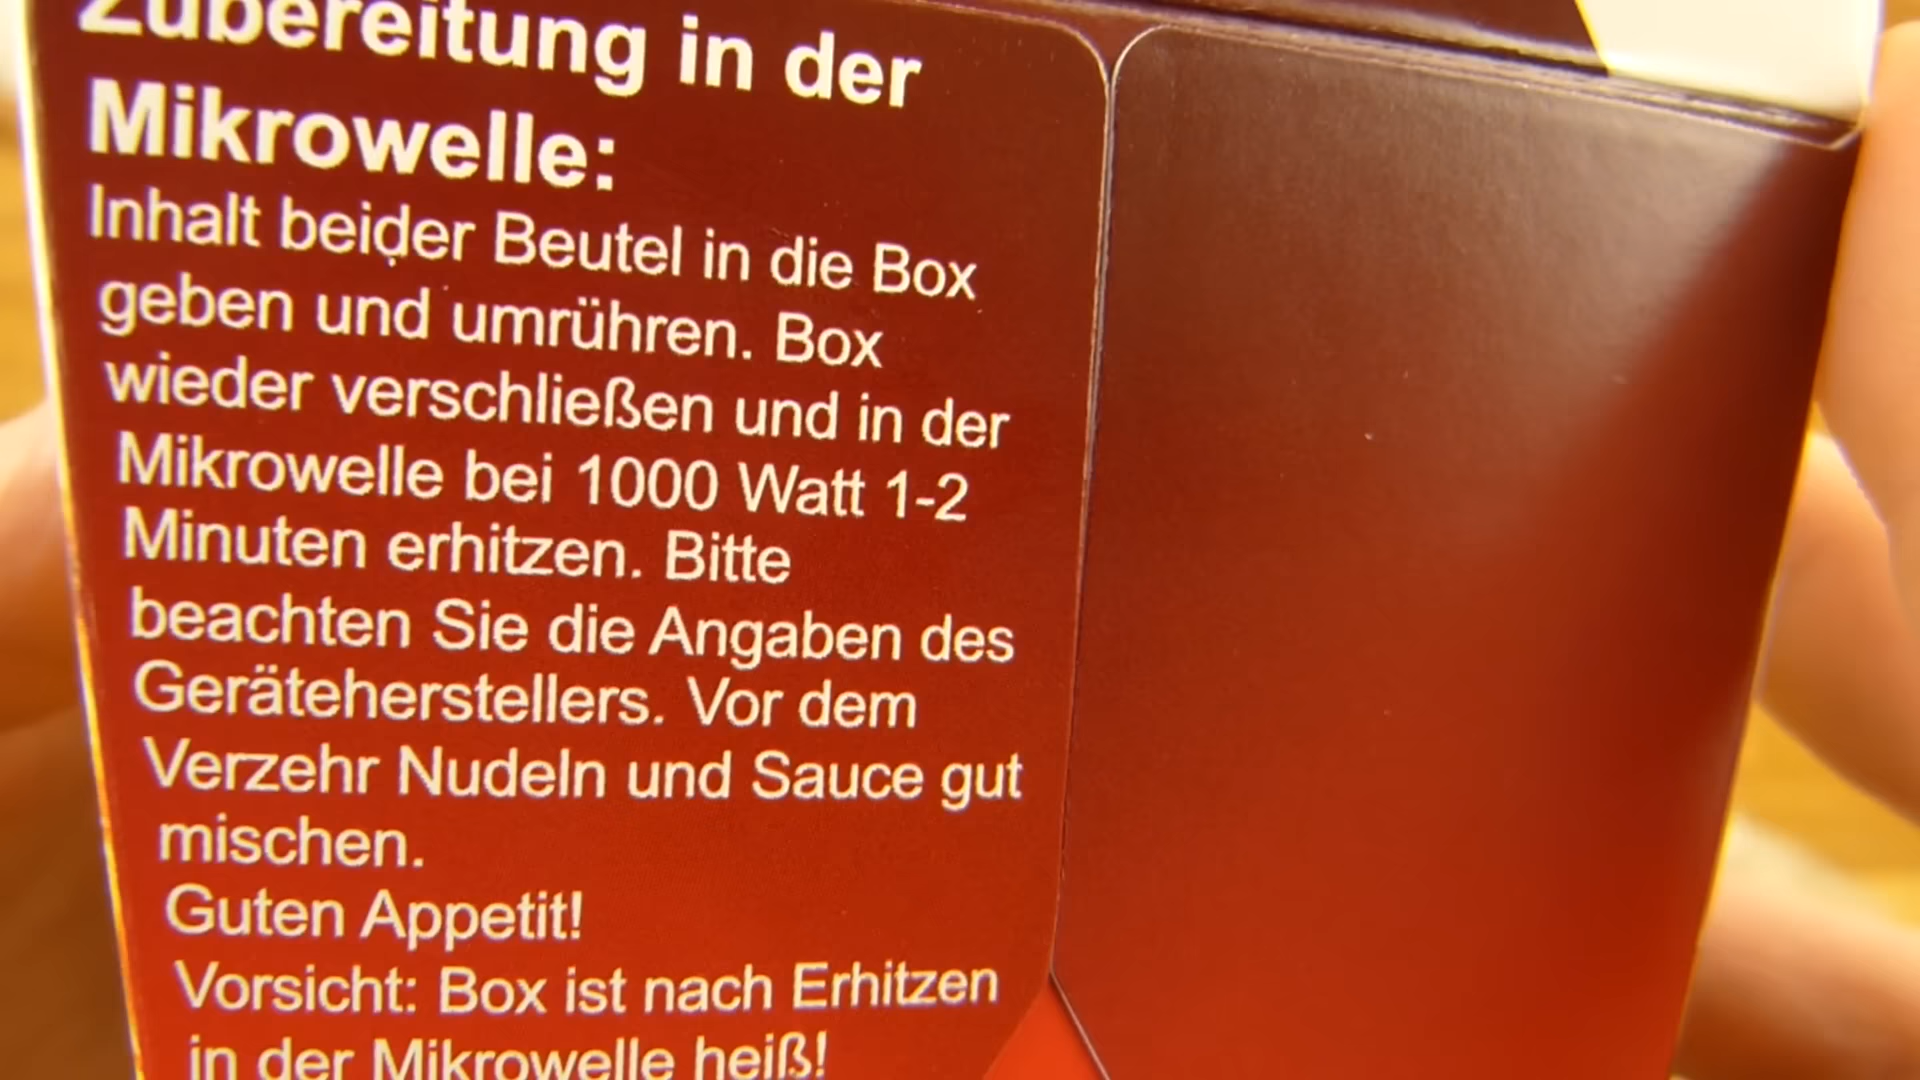 Zubereitung in der
Mikrowelle:
Inhalt beider Beutel in die Box
geben und umrühren. Box
wieder verschließen und in der
Mikrowelle bei 1000 Watt 1-2
Minuten erhitzen. Bitte
beachten Sie die Angaben des
Geräteherstellers. Vor dem
Verzehr Nudeln und Sauce gut
mischen.
Guten Appetit!
Vorsicht: Box ist nach Erhitzen
in der Mikrowelle heiß!